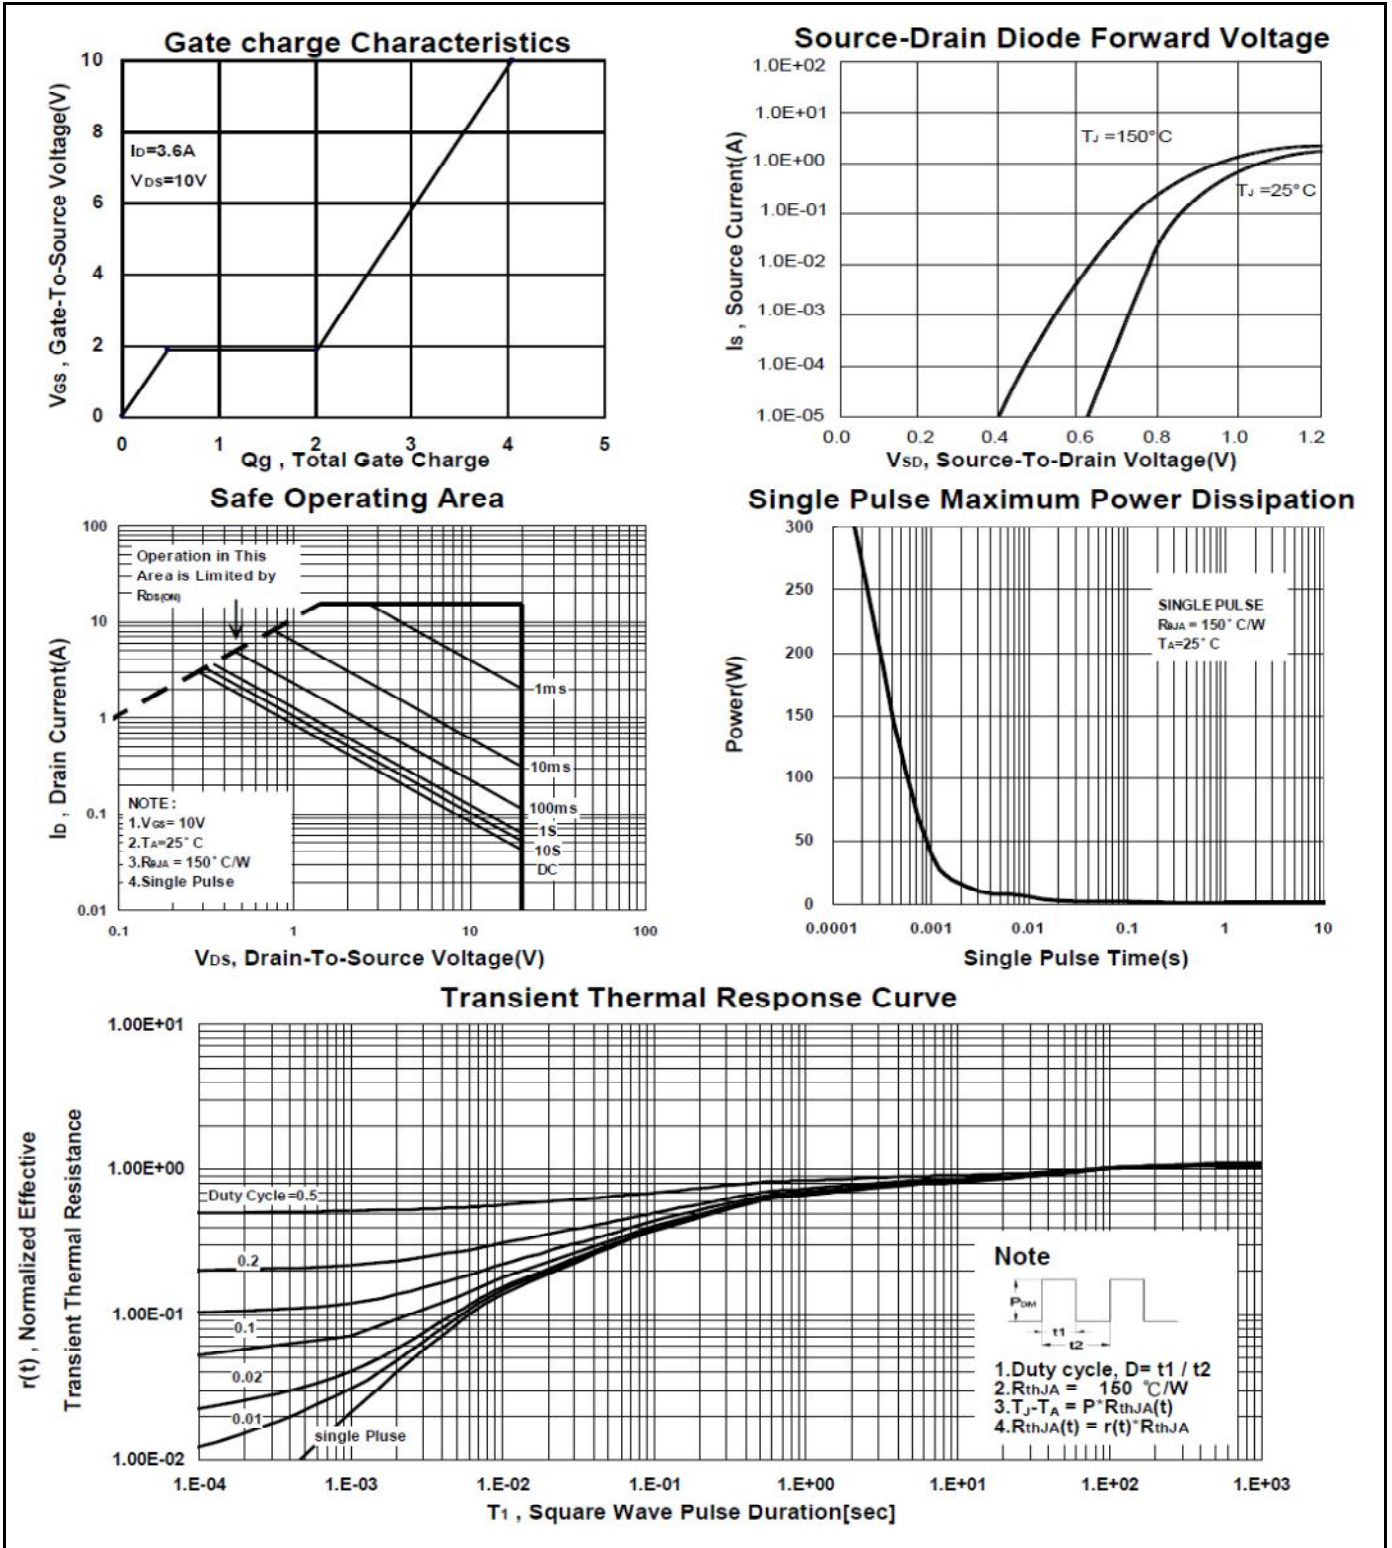 Gate charge Characteristics
10
8
6
4
2
0
VGS , Gate-To-Source Voltage(V)
ID=3.6A
VDS=10V
0 1 2 3 4 5
Qg , Total Gate Charge
Source-Drain Diode Forward Voltage
1.0E+02
1.0E+01
1.0E+00
1.0E-01
1.0E-02
1.0E-03
1.0E-04
1.0E-05
Is , Source Current(A)
TJ =150°C
TJ =25°C
0.0 0.2 0.4 0.6 0.8 1.0 1.2
VSD, Source-To-Drain Voltage(V)
Safe Operating Area
100
10
1
0.1
0.01
ID , Drain Current(A)
Operation in This
Area is Limited by
RDS(ON)
1ms
10ms
100ms
1S
10S
DC
NOTE :
1.VGS= 10V
2.TA=25° C
3.RθJA = 150° C/W
4.Single Pulse
0.1 1 10 100
VDS, Drain-To-Source Voltage(V)
Single Pulse Maximum Power Dissipation
300
250
200
150
100
50
0
Power(W)
SINGLE PULSE
RθJA = 150° C/W
TA=25° C
0.0001 0.001 0.01 0.1 1 10
Single Pulse Time(s)
Transient Thermal Response Curve
1.00E+01
1.00E+00
1.00E-01
1.00E-02
r(t) , Normalized Effective
Transient Thermal Resistance
Duty Cycle=0.5
0.2
0.1
0.02
0.01
single Pluse
Note
PDM
t1
t2
1.Duty cycle, D= t1 / t2
2.RthJA = 150 ℃/W
3.TJ-TA = P*RthJA(t)
4.RthJA(t) = r(t)*RthJA
1.E-04 1.E-03 1.E-02 1.E-01 1.E+00 1.E+01 1.E+02 1.E+03
T1 , Square Wave Pulse Duration[sec]